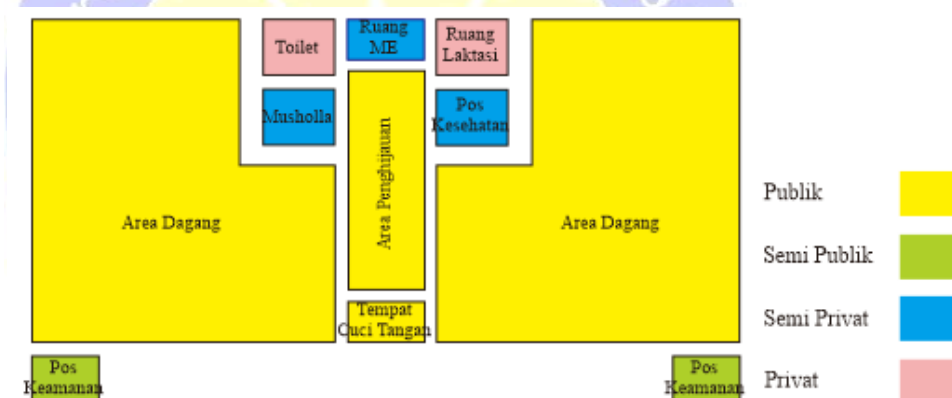 Toilet
Ruang
ME
Ruang
Laktasi
Musholla
Pos
Kesehatan
Area Penghijauan
Area Dagang
Area Dagang
Tempat
Cuci Tangan
Pos
Keamanan
Pos
Keamanan
Publik
Semi Publik
Semi Privat
Privat